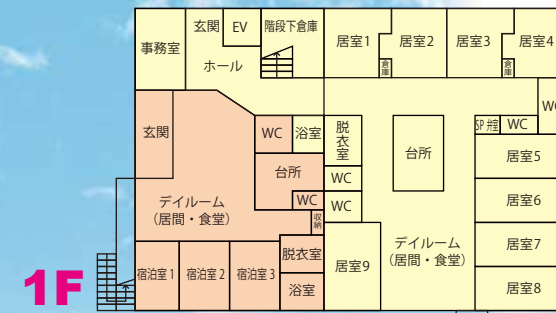 玄関
EV
階段下倉庫
事務室
ホール
居室1
居室2
居室3
居室4
倉庫
倉庫
玄関
WC
浴室
脱衣室
台所
SP弁室
WC
WC
台所
WC
居室5
WC
WC
収納
居室6
デイルーム
(居間・食堂)
デイルーム
(居間・食堂)
居室7
宿泊室1
宿泊室2
宿泊室3
脱衣室
浴室
居室9
居室8
1F